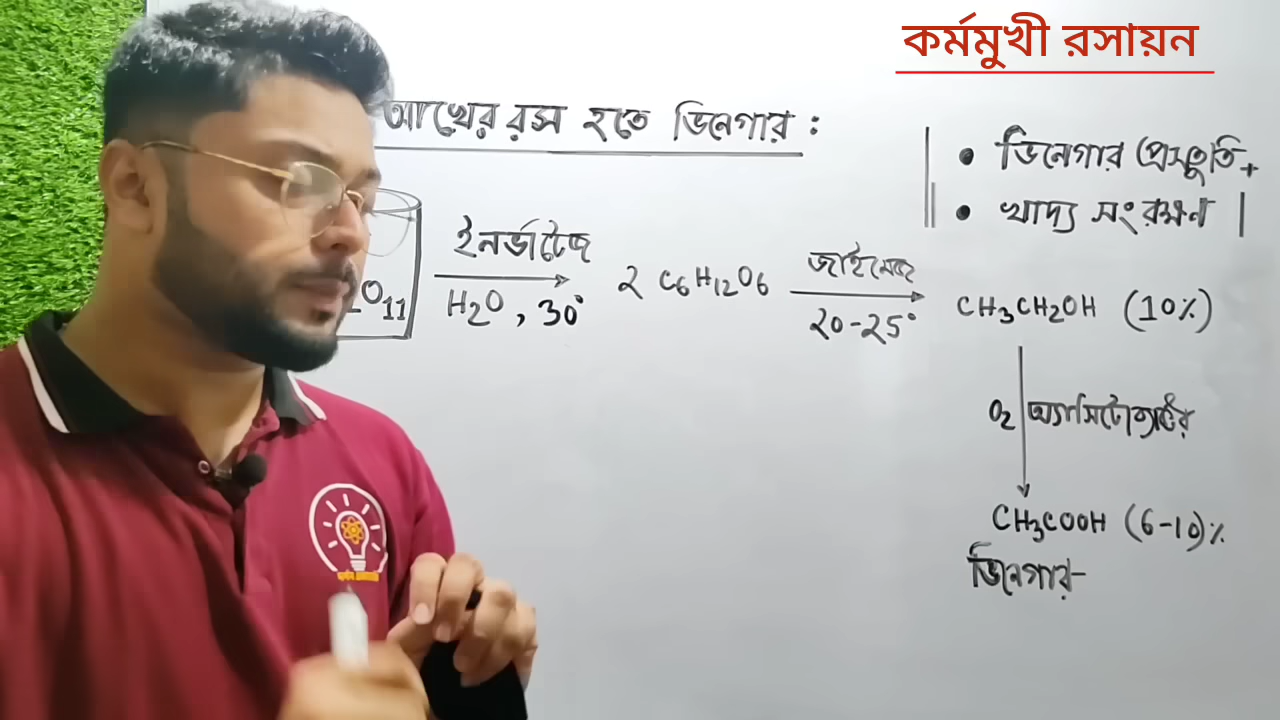 কর্মমুখী রসায়ন
আখের রস হতে ভিনেগার :
• ভিনেগার প্রস্তুতি +
• খাদ্য সংরক্ষণ |
O11
ইনভার্টেজ
H2O, 30°
2 C6H12O6
জাইমেজ
20-25°
CH3CH2OH (10%)
O2 অ্যাসিটোব্যাক্টর
CH3COOH (6-10)%
ভিনেগার-